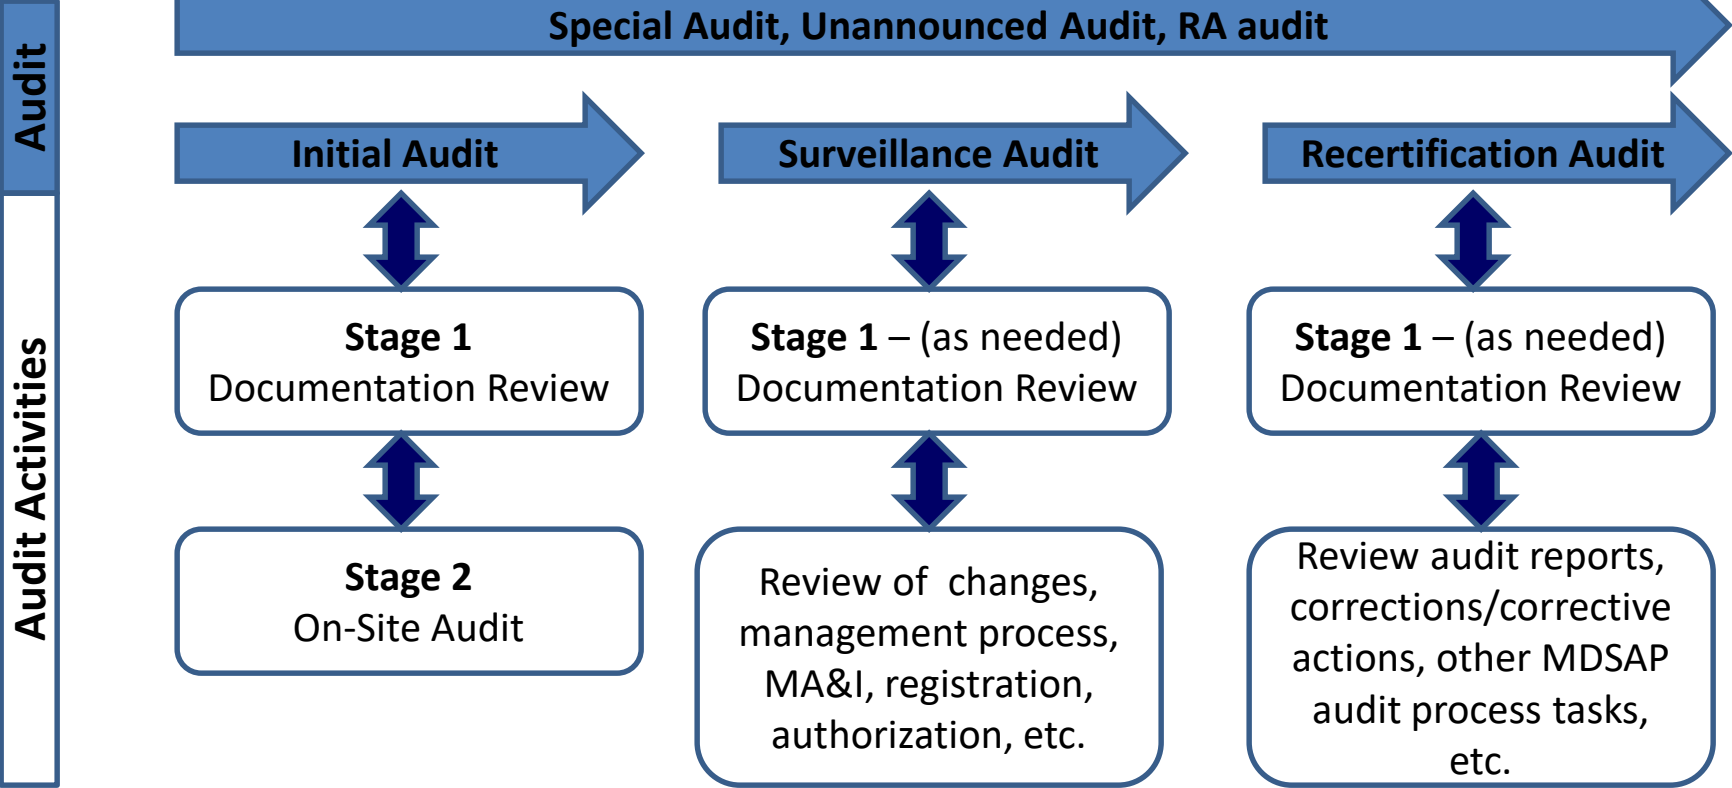 Audit
Special Audit, Unannounced Audit, RA audit
Initial Audit
Surveillance Audit
Recertification Audit
Audit Activities
Stage 1
Documentation Review
Stage 1 – (as needed)
Documentation Review
Stage 1 – (as needed)
Documentation Review
Stage 2
On-Site Audit
Review of  changes,
management process,
MA&I, registration,
authorization, etc.
Review audit reports,
corrections/corrective
actions, other MDSAP
audit process tasks,
etc.